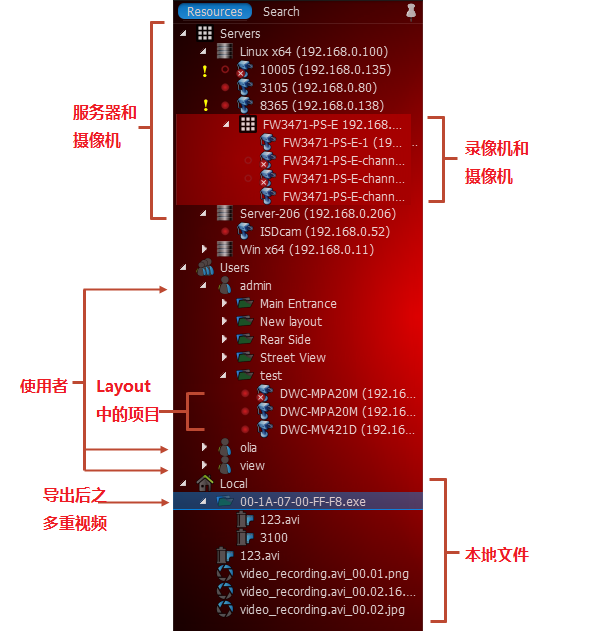 Resources Search
Servers
Linux x64 (192.168.0.100)
! 10005 (192.168.0.135)
3105 (192.168.0.80)
! 8365 (192.168.0.138)
FW3471-PS-E 192.168....
FW3471-PS-E-1 (19... ...
FW3471-PS-E-chann...
FW3471-PS-E-chann...
FW3471-PS-E-chann...
Server-206 (192.168.0.206)
ISDcam (192.168.0.52)
Win x64 (192.168.0.11)
Users
admin
Main Entrance
New layout
Rear Side
Street View
test
DWC-MPA20M (192.16...
DWC-MPA20M (192.16...
DWC-MV421D (192.16...
olia
view
Local
00-1A-07-00-FF-F8.exe
123.avi
3100
123.avi
video_recording.avi_00.01.png
video_recording.avi_00.02.16....
video_recording.avi_00.02.jpg
服务器和
摄像机
录像机和
摄像机
使用者
Layout
中的项目
导出后之
多重视频
本地文件